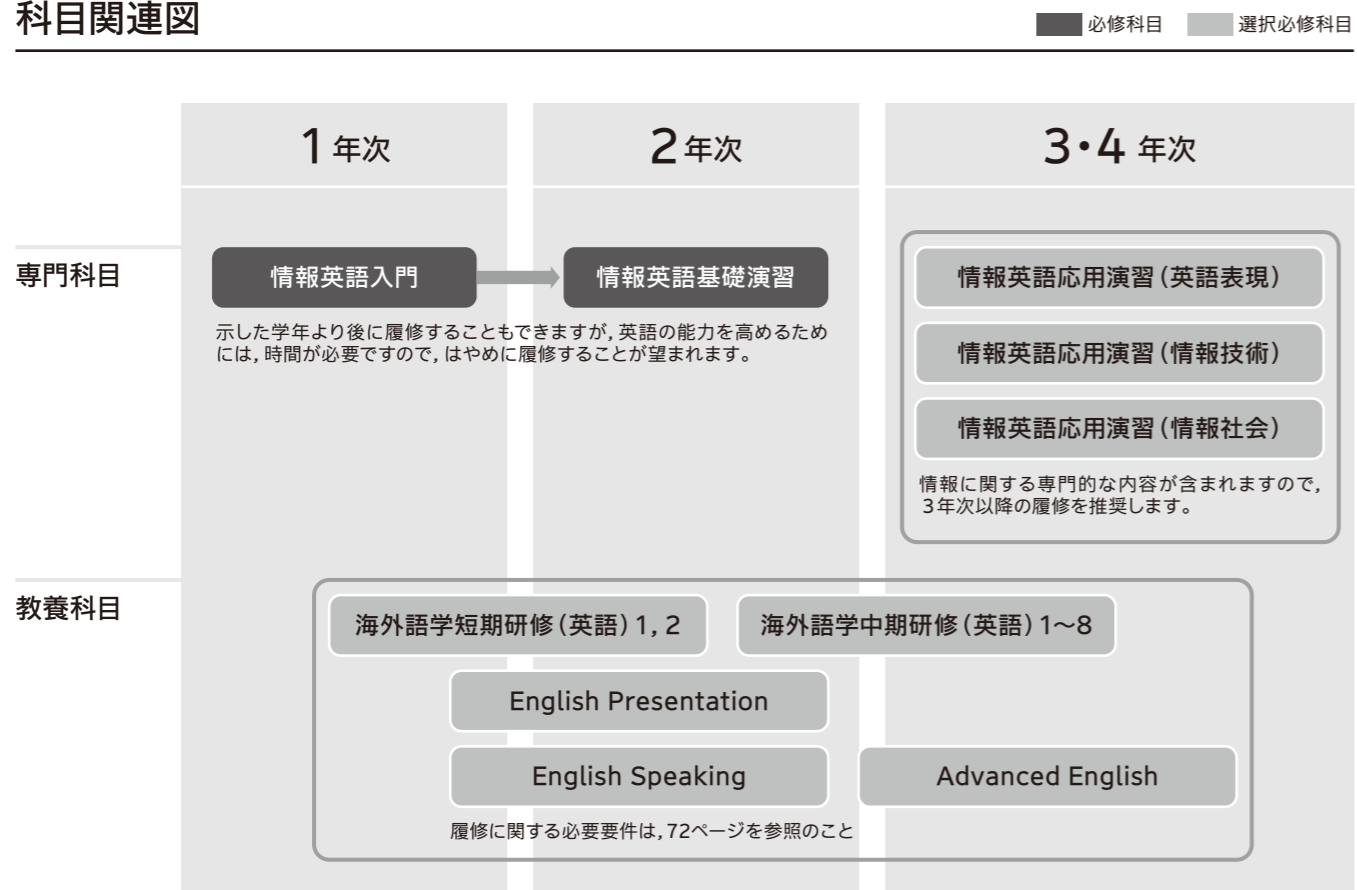 科目関連図
必修科目
選択必修科目
1年次
2年次
3・4年次
専門科目
情報英語入門
情報英語基礎演習
示した学年より後に履修することもできますが,英語の能力を高めるため
には,時間が必要ですので,はやめに履修することが望まれます。
情報英語応用演習(英語表現)
情報英語応用演習(情報技術)
情報英語応用演習(情報社会)
情報に関する専門的な内容が含まれますので,
3年次以降の履修を推奨します。
教養科目
海外語学短期研修(英語)1, 2
海外語学中期研修(英語)1〜8
English Presentation
English Speaking
Advanced English
履修に関する必要要件は,72ページを参照のこと